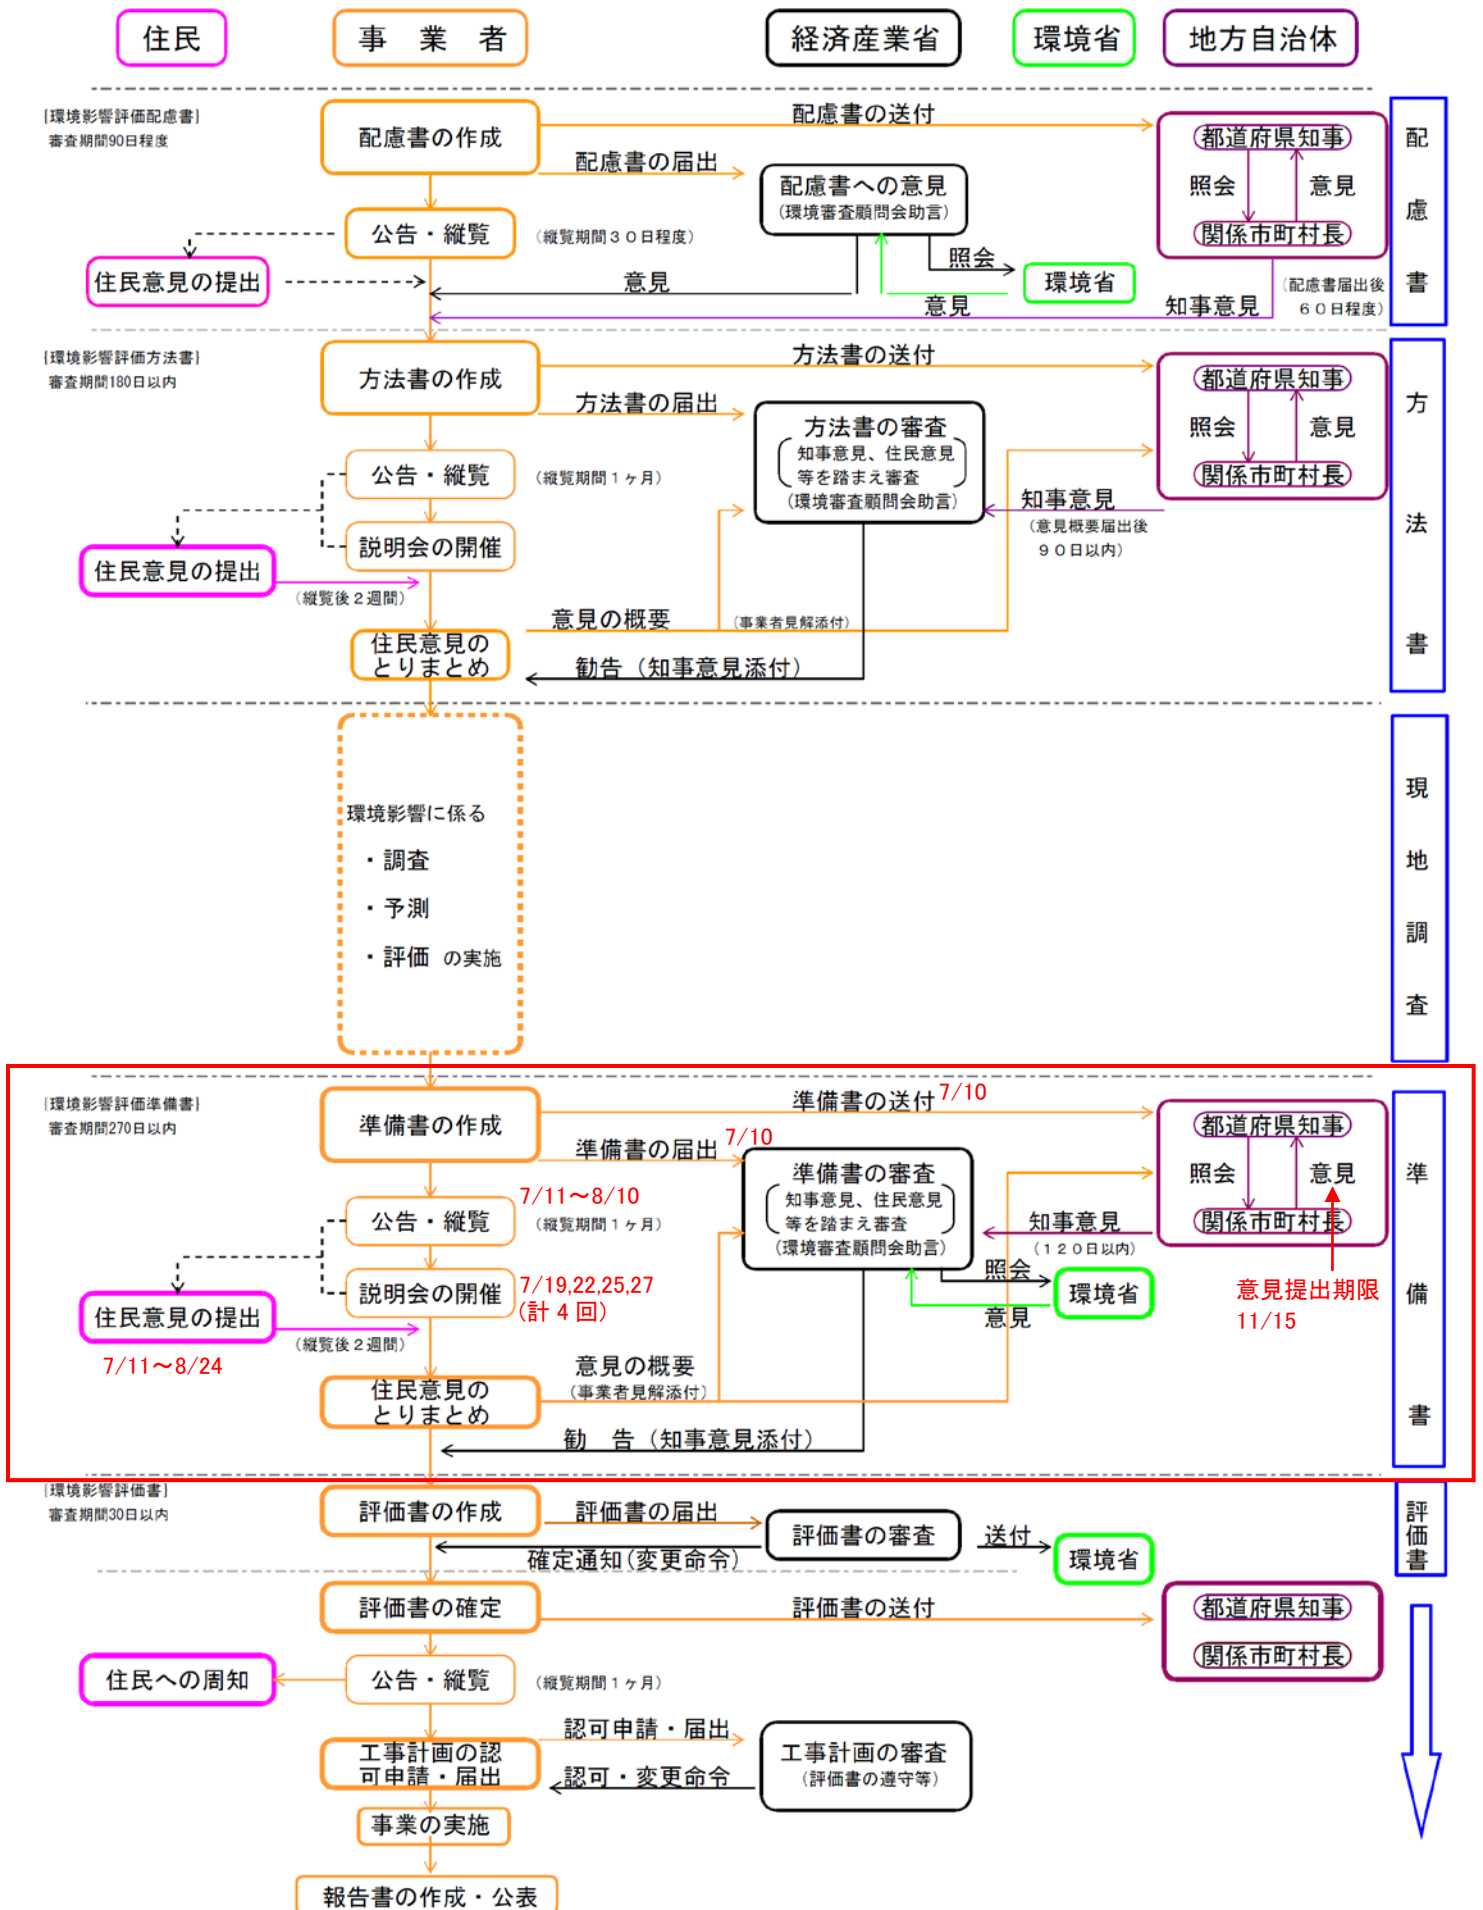 住民
事　業　者
経済産業省
環境省
地方自治体
{環境影響評価配慮書}
審査期間90日程度
配慮書の作成
配慮書の送付
配慮書の届出
配慮書への意見
(環境審査顧問会助言)
都道府県知事
照会
意見
関係市町村長
配慮書
公告・縦覧
(縦覧期間３０日程度)
住民意見の提出
意見
照会
環境省
意見
知事意見
(配慮書届出後
６０日程度)
{環境影響評価方法書}
審査期間180日以内
方法書の作成
方法書の送付
方法書の届出
方法書の審査
知事意見、住民意見
等を踏まえ審査
(環境審査顧問会助言)
都道府県知事
照会
意見
関係市町村長
方法書
公告・縦覧
(縦覧期間１ヶ月)
知事意見
(意見概要届出後
９０日以内)
説明会の開催
住民意見の提出
(縦覧後２週間)
意見の概要
(事業者見解添付)
住民意見の
とりまとめ
勧告（知事意見添付）
環境影響に係る
・調査
・予測
・評価 の実施
現地調査
{環境影響評価準備書}
審査期間270日以内
準備書の作成
準備書の送付
7/10
準備書の届出
7/10
準備書の審査
知事意見、住民意見
等を踏まえ審査
(環境審査顧問会助言)
都道府県知事
照会
意見
関係市町村長
準備書
公告・縦覧
7/11～8/10
(縦覧期間１ヶ月)
知事意見
(１２０日以内)
説明会の開催
7/19,22,25,27
(計 4 回)
照会
環境省
意見
意見提出期限
11/15
住民意見の提出
(縦覧後２週間)
7/11～8/24
意見の概要
(事業者見解添付)
住民意見の
とりまとめ
勧　告（知事意見添付）
{環境影響評価書}
審査期間30日以内
評価書の作成
評価書の届出
評価書の審査
送付
環境省
確定通知(変更命令)
評価書
評価書の確定
評価書の送付
都道府県知事
関係市町村長
住民への周知
公告・縦覧
(縦覧期間１ヶ月)
工事計画の認
可申請・届出
認可申請・届出
認可・変更命令
工事計画の審査
(評価書の遵守等)
事業の実施
報告書の作成・公表